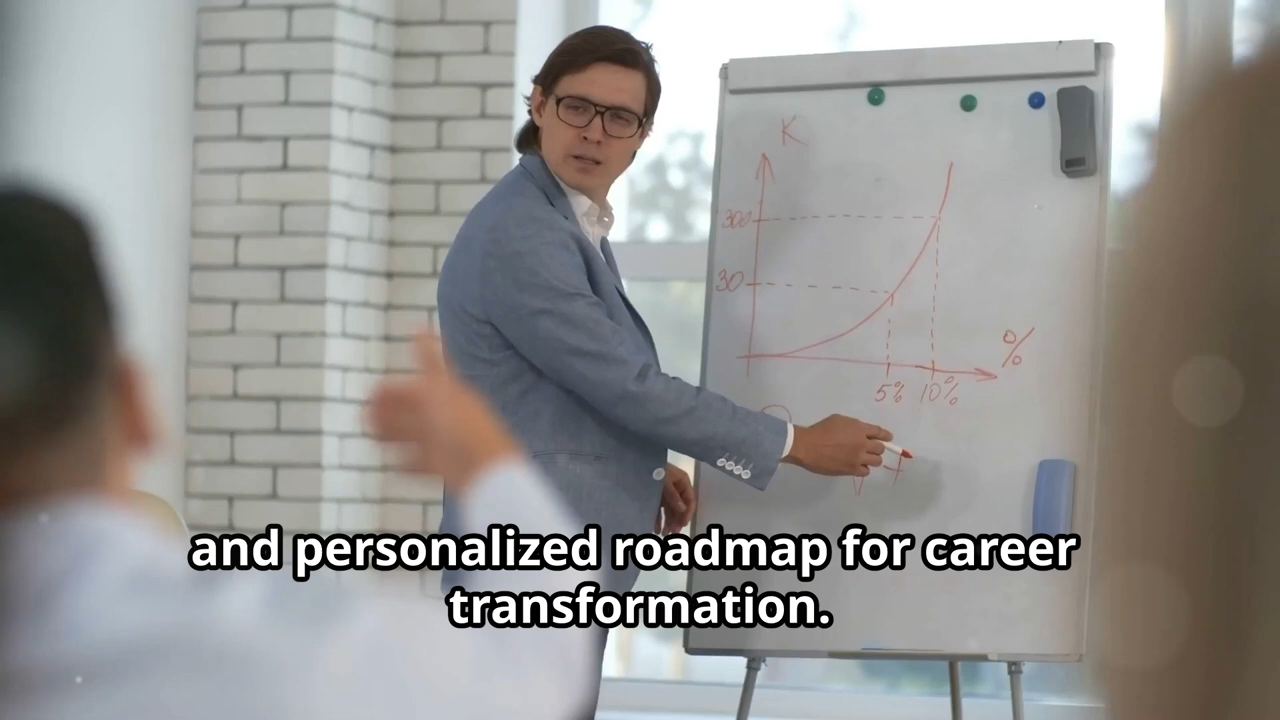 K
300
30
%
5% 10%
and personalized roadmap for career
transformation.